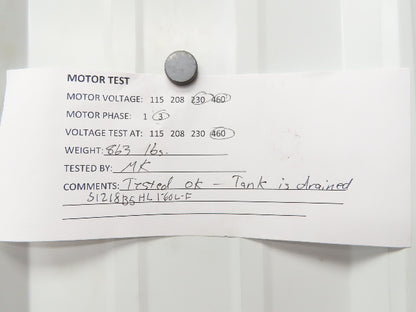 MOTOR TEST
MOTOR VOLTAGE: 115 208 230 460
MOTOR PHASE: 1 3
VOLTAGE TEST AT: 115 208 230 460
WEIGHT: 863 lbs.
TESTED BY: MK
COMMENTS: Tested ok - Tank is drained